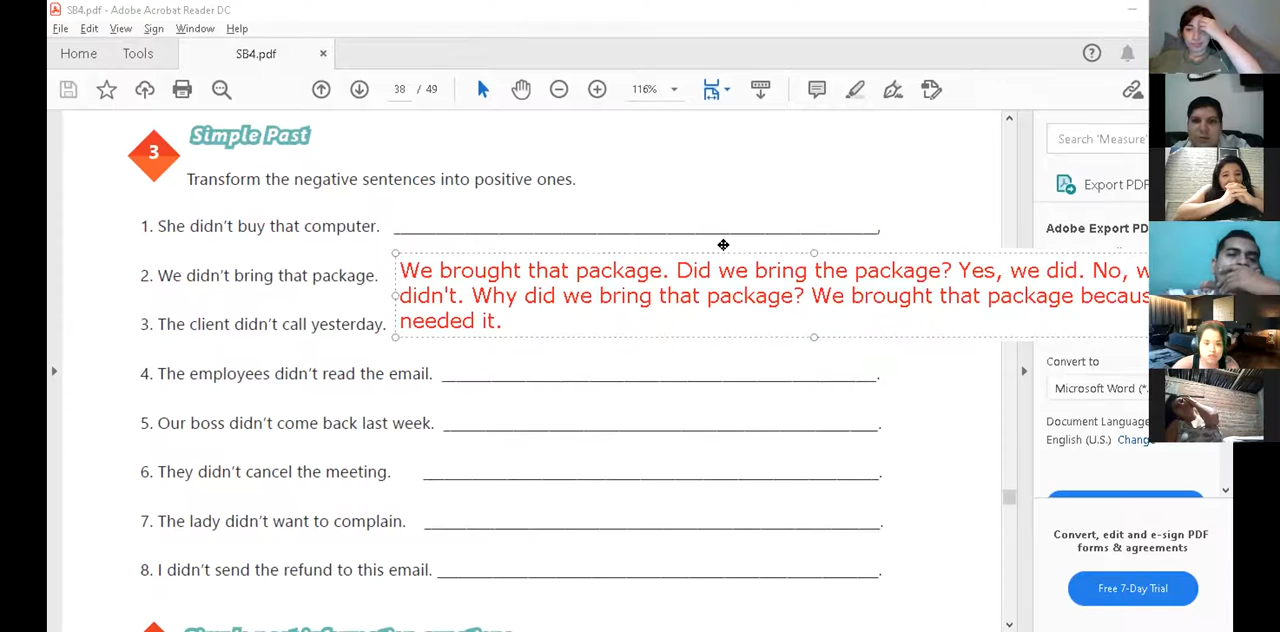 SB4.pdf - Adobe Acrobat Reader DC
File Edit View Sign Window Help
Home Tools SB4.pdf ×
38 / 49 116%
3 Simple Past
Transform the negative sentences into positive ones.
1. She didn't buy that computer. ____________________,
2. We didn't bring that package.
We brought that package. Did we bring the package? Yes, we did. No, w
didn't. Why did we bring that package? We brought that package becaus
needed it.
3. The client didn't call yesterday.
4. The employees didn't read the email. ____________________.
5. Our boss didn't come back last week. ____________________.
6. They didn't cancel the meeting. ____________________.
7. The lady didn't want to complain. ____________________.
8. I didn't send the refund to this email. ____________________.
Search 'Measure'
Export PDF
Adobe Export P
Convert to
Microsoft Word (*.
Document Language
English (U.S.) Chang
Convert, edit and e-sign PDF
forms & agreements
Free 7-Day Trial